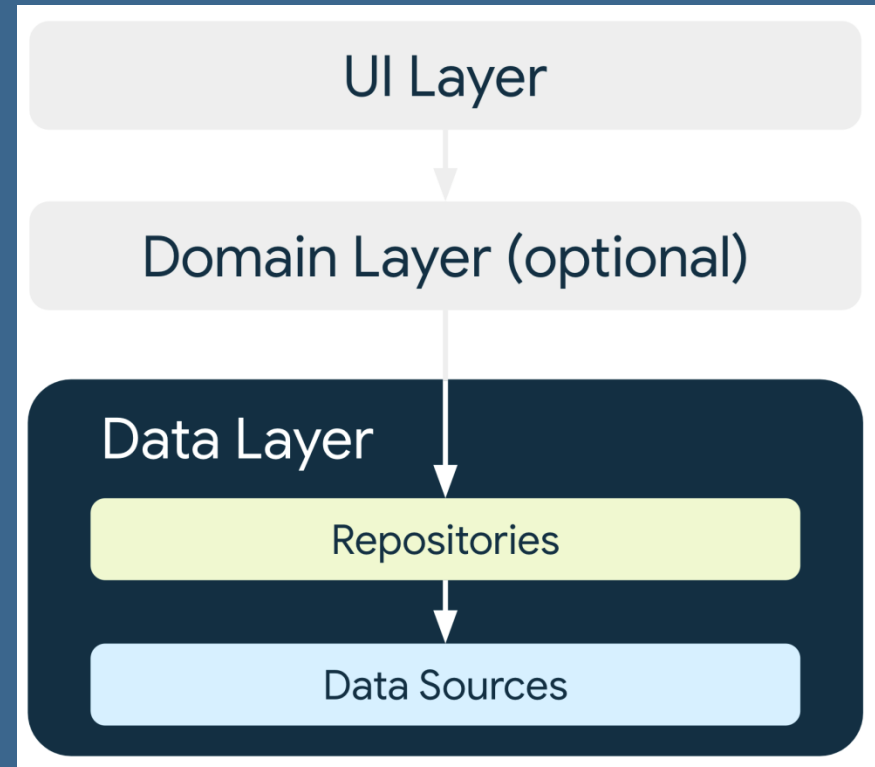 UI Layer
Domain Layer (optional)
Data Layer
Repositories
Data Sources